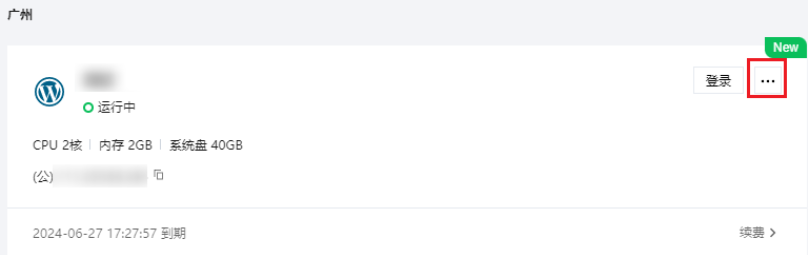 广州
New
登录 ...
运行中
CPU 2核 内存 2GB 系统盘 40GB
(公)
2024-06-27 17:27:57 到期 续费 >